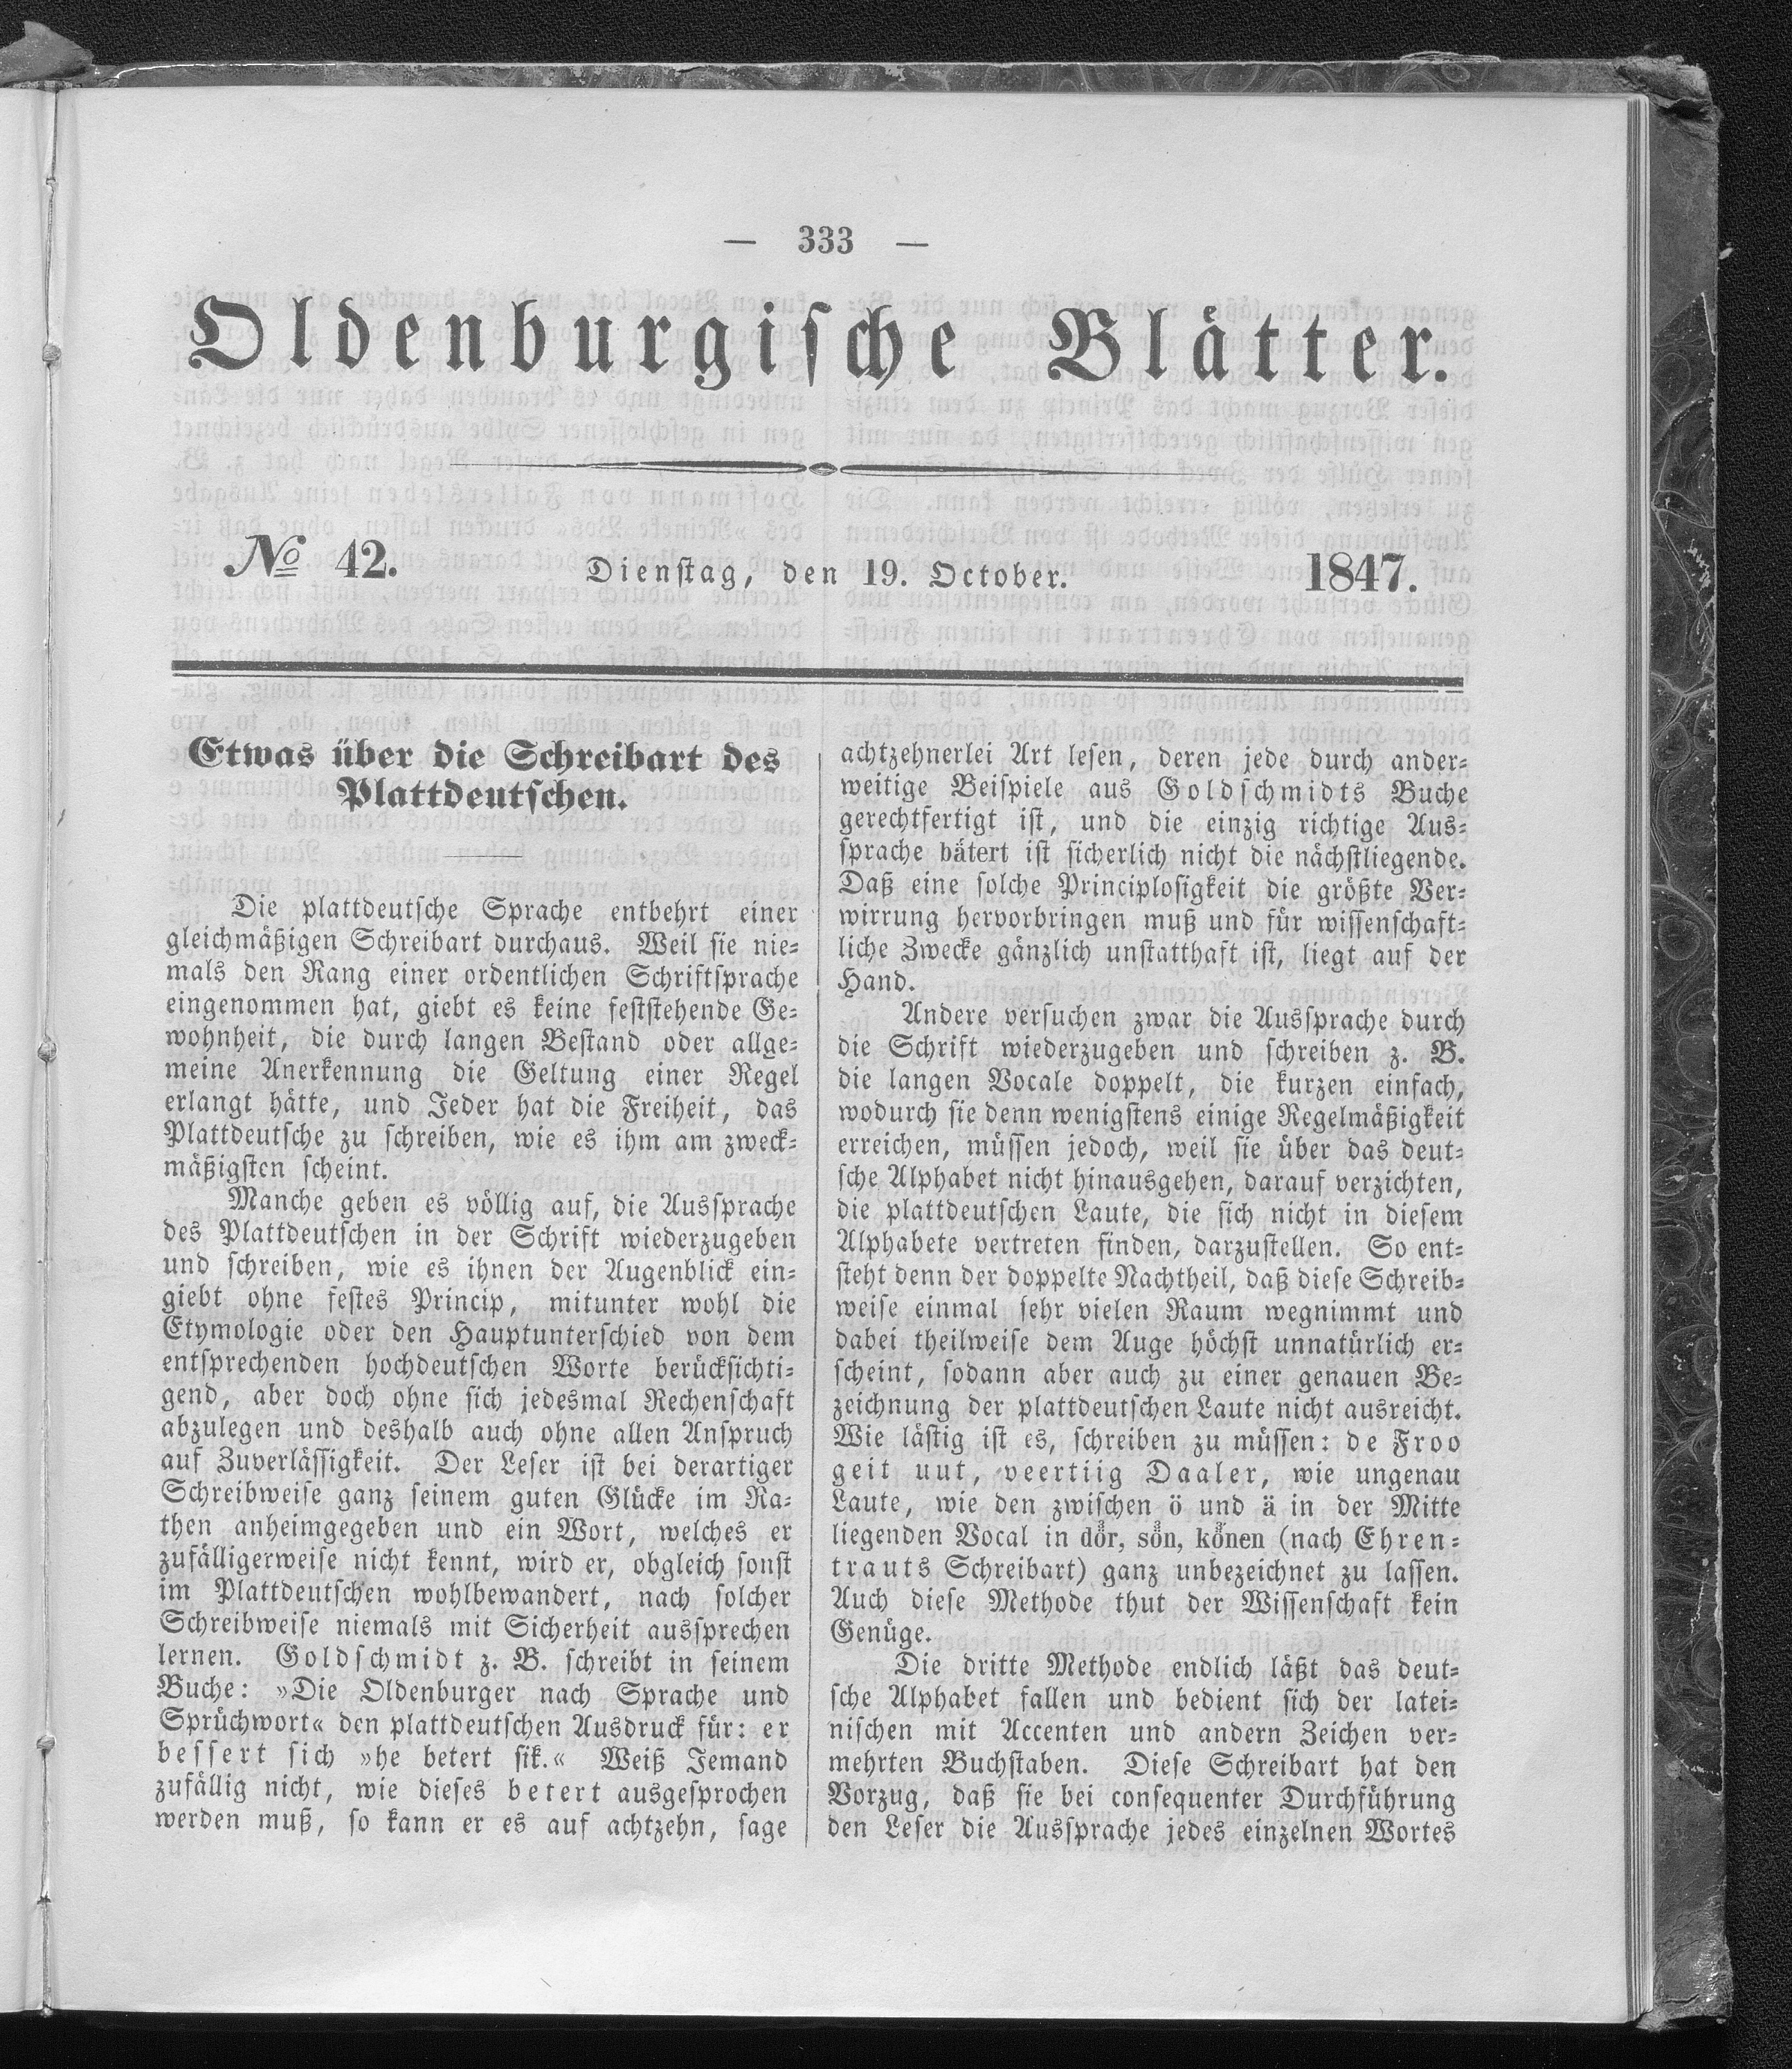 — 333 —
Oldenburgische Blätter.
No 42.
Dienstag, den 19. October.
1847.
Etwas über die Schreibart des
Plattdeutschen.
Die plattdeutsche Sprache entbehrt einer
gleichmäßigen Schreibart durchaus. Weil sie nie-
mals den Rang einer ordentlichen Schriftsprache
eingenommen hat, giebt es keine feststehende Ge-
wohnheit, die durch langen Bestand oder allge-
meine Anerkennung die Geltung einer Regel
erlangt hätte, und Jeder hat die Freiheit, das
Plattdeutsche zu schreiben, wie es ihm am zweck-
mäßigsten scheint.
Manche geben es völlig auf, die Aussprache
des Plattdeutschen in der Schrift wiederzugeben
und schreiben, wie es ihnen der Augenblick ein-
giebt ohne festes Princip, mitunter wohl die
Etymologie oder den Hauptunterschied von dem
entsprechenden hochdeutschen Worte berücksichti-
gend, aber doch ohne sich jedesmal Rechenschaft
abzulegen und deshalb auch ohne allen Anspruch
auf Zuverlässigkeit. Der Leser ist bei derartiger
Schreibweise ganz seinem guten Glücke im Ra-
then anheimgegeben und ein Wort, welches er
zufälligerweise nicht kennt, wird er, obgleich sonst
im Plattdeutschen wohlbewandert, nach solcher
Schreibweise niemals mit Sicherheit aussprechen
lernen. Goldschmidt z. B. schreibt in seinem
Buche: »Die Oldenburger nach Sprache und
Sprüchwort« den plattdeutschen Ausdruck für: er
bessert sich »he betert sik.« Weiß Jemand
zufällig nicht, wie dieses betert ausgesprochen
werden muß, so kann er es auf achtzehn, sage
achtzehnerlei Art lesen, deren jede durch ander-
weitige Beispiele aus Goldschmidts Buche
gerechtfertigt ist, und die einzig richtige Aus-
sprache bätert ist sicherlich nicht die nächstliegende.
Daß eine solche Principlosigkeit die größte Ver-
wirrung hervorbringen muß und für wissenschaft-
liche Zwecke gänzlich unstatthaft ist, liegt auf der
Hand.
Andere versuchen zwar die Aussprache durch
die Schrift wiederzugeben und schreiben z. B.
die langen Vocale doppelt, die kurzen einfach,
wodurch sie denn wenigstens einige Regelmäßigkeit
erreichen, müssen jedoch, weil sie über das deut-
sche Alphabet nicht hinausgehen, darauf verzichten,
die plattdeutschen Laute, die sich nicht in diesem
Alphabete vertreten finden, darzustellen. So ent-
steht denn der doppelte Nachtheil, daß diese Schreib-
weise einmal sehr vielen Raum wegnimmt und
dabei theilweise dem Auge höchst unnatürlich er-
scheint, sodann aber auch zu einer genauen Be-
zeichnung der plattdeutschen Laute nicht ausreicht.
Wie lästig ist es, schreiben zu müssen: de Froo
geit uut, veertiig Daaler, wie ungenau
Laute, wie den zwischen ö und ä in der Mitte
liegenden Vocal in dör, sön, könen (nach Ehren-
trauts Schreibart) ganz unbezeichnet zu lassen.
Auch diese Methode thut der Wissenschaft kein
Genüge.
Die dritte Methode endlich läßt das deut-
sche Alphabet fallen und bedient sich der latei-
nischen mit Accenten und andern Zeichen ver-
mehrten Buchstaben. Diese Schreibart hat den
Vorzug, daß sie bei consequenter Durchführung
den Leser die Aussprache jedes einzelnen Wortes